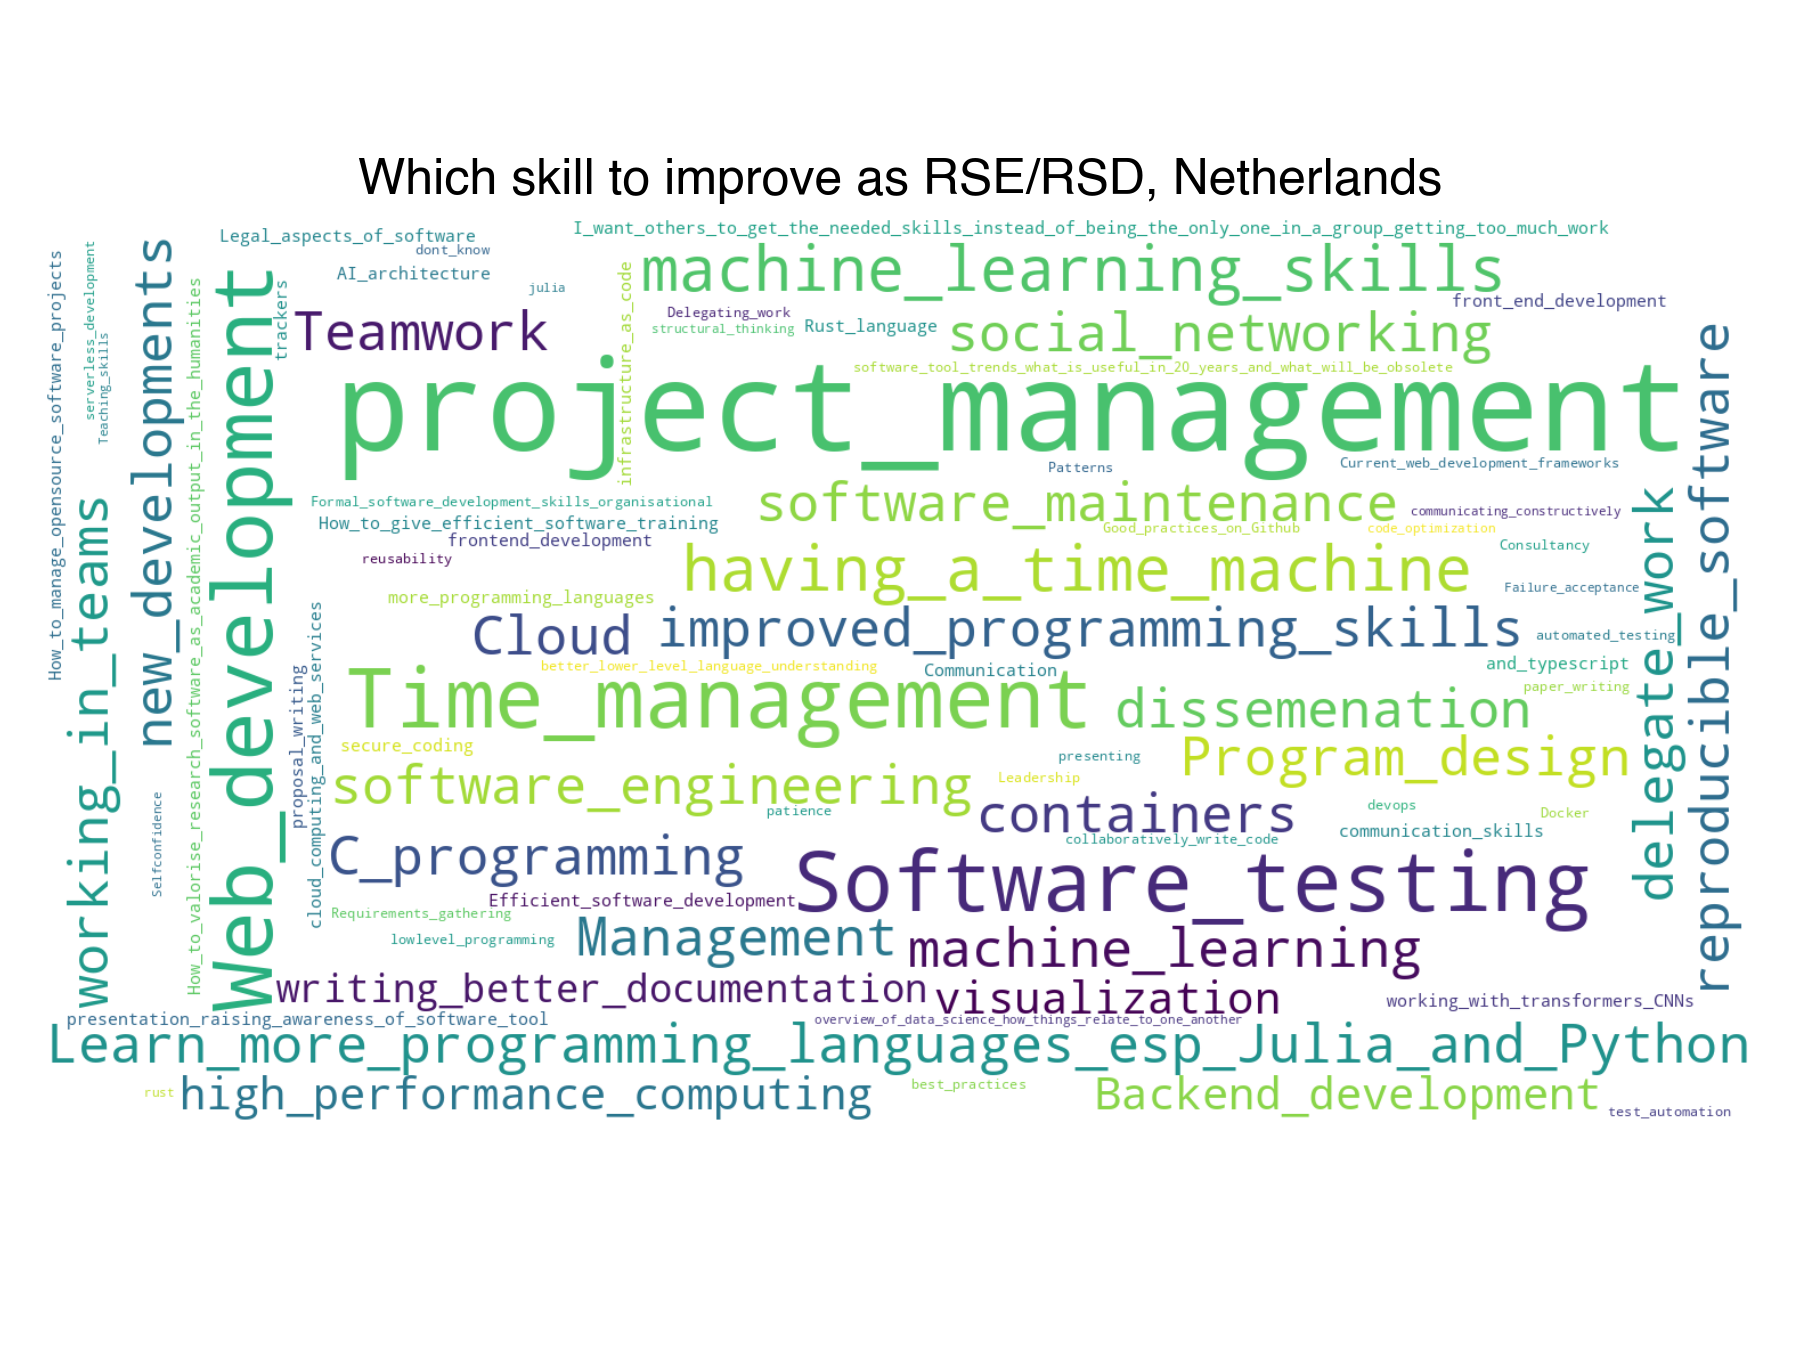 Which skill to improve as RSE/RSD, Netherlands
I_want_others_to_get_the_needed_skills_instead_of_being_the_only_one_in_a_group_getting_too_much_work
Legal_aspects_of_software
dont_know
AI_architecture
julia
machine_learning_skills
front_end_development
Delegating_work
structural_thinking
Rust_language
Teamwork
social_networking
trackers
infrastructure_as_code
software_tool_trends_what_is_useful_in_20_years_and_what_will_be_obsolete
project_management
How_to_manage_opensource_software_projects
serverless_development
Teaching_skills
new_developments
How_to_valorise_research_software_as_academic_output_in_the_humanities
Web_development
working_in_teams
Selfconfidence
Patterns
Current_web_development_frameworks
Formal_software_development_skills_organisational
software_maintenance
communicating_constructively
How_to_give_efficient_software_training
Good_practices_on_Github
code_optimization
frontend_development
Consultancy
reusability
having_a_time_machine
Failure_acceptance
more_programming_languages
Cloud
improved_programming_skills
automated_testing
delegate_work
reproducible_software
better_lower_level_language_understanding
Communication
and_typescript
paper_writing
proposal_writing
cloud_computing_and_web_services
Time_management
dissemenation
secure_coding
presenting
Program_design
Leadership
software_engineering
patience
containers
devops
Docker
communication_skills
collaboratively_write_code
C_programming
Software_testing
Efficient_software_development
Requirements_gathering
lowlevel_programming
Management
machine_learning
writing_better_documentation
visualization
working_with_transformers_CNNs
presentation_raising_awareness_of_software_tool
overview_of_data_science_how_things_relate_to_one_another
Learn_more_programming_languages_esp_Julia_and_Python
rust
high_performance_computing
best_practices
Backend_development
test_automation